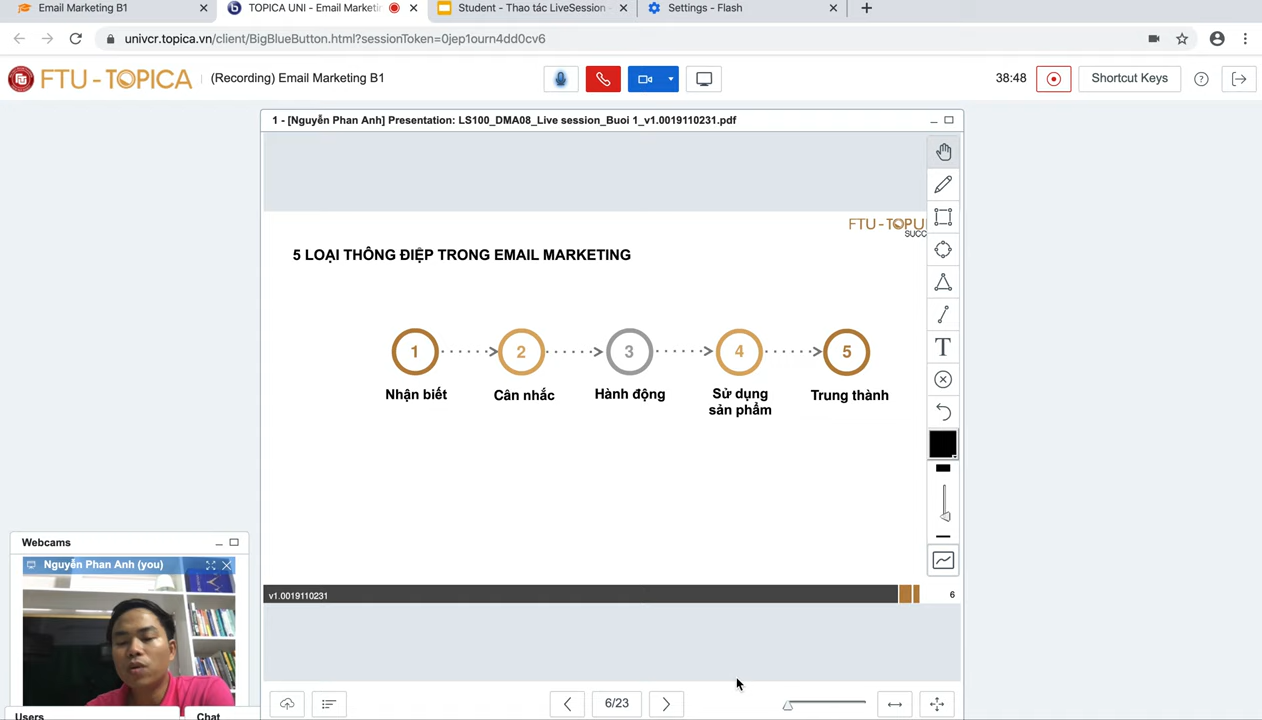 Email Marketing B1
TOPICA UNI - Email Marketin
Student - Thao tác LiveSession -
Settings - Flash
univcr.topica.vn/client/BigBlueButton.html?sessionToken=0jep1ourn4dd0cv6
FTU - TOPICA
(Recording) Email Marketing B1
38:48
Shortcut Keys
1 - [Nguyễn Phan Anh] Presentation: LS100_DMA08_Live session_Buoi 1_v1.0019110231.pdf
FTU - TOPU
SUCC
5 LOẠI THÔNG ĐIỆP TRONG EMAIL MARKETING
1 2 3 4 5
Nhận biết Cân nhắc Hành động Sử dụng Trung thành
sản phẩm
T
Webcams
Nguyễn Phan Anh (you)
v1.0019110231
6
6/23
Users
Chat